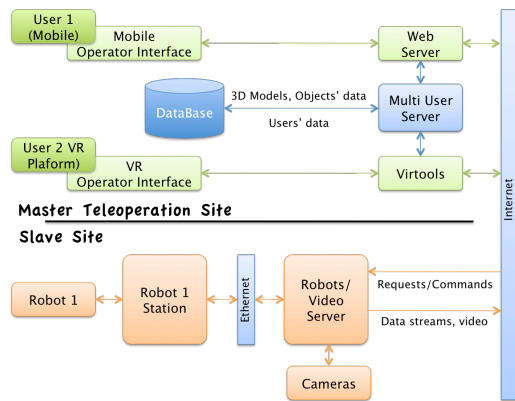 User 1
(Mobile)
Mobile
Operator Interface
Web
Server
DataBase
3D Models, Objects' data
Users' data
Multi User
Server
User 2 VR
Plaform)
VR
Operator Interface
Virtools
Internet
Master Teleoperation Site
Slave Site
Robot 1
Robot 1
Station
Ethernet
Robots/
Video
Server
Requests/Commands
Data streams, video
Cameras